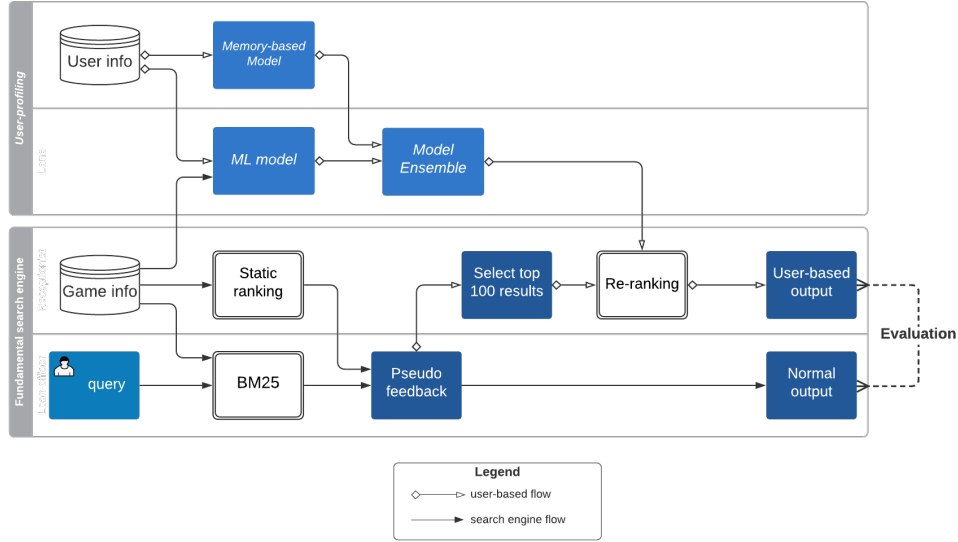 User-profiling
User info
Memory-based
Model
ML model
Model
Ensemble
Fundamental search engine
Game info
Static
ranking
Select top
100 results
Re-ranking
User-based
output
Evaluation
query
BM25
Pseudo
feedback
Normal
output
Legend
user-based flow
search engine flow